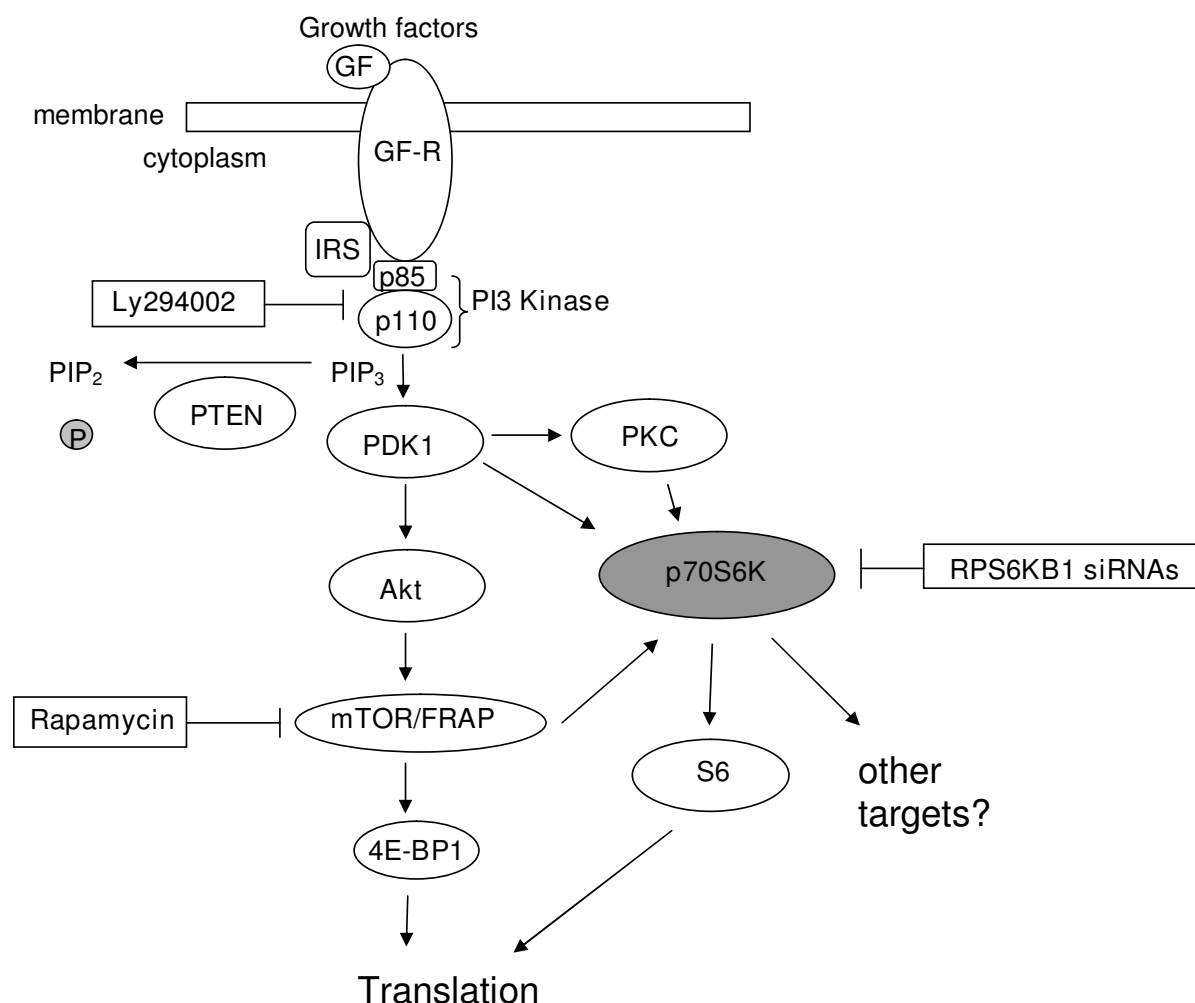 Growth factors
GF
membrane
cytoplasm
GF-R
IRS
p85
Ly294002
p110
PI3 Kinase
PIP₂
PIP₃
PTEN
P
PDK1
PKC
p70S6K
RPS6KB1 siRNAs
Akt
Rapamycin
mTOR/FRAP
S6
other
targets?
4E-BP1
Translation